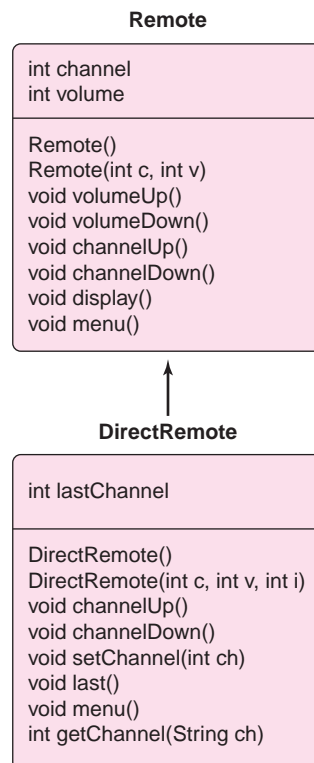 Remote
int channel
int volume
Remote()
Remote(int c, int v)
void volumeUp()
void volumeDown()
void channelUp()
void channelDown()
void display()
void menu()
DirectRemote
int lastChannel
DirectRemote()
DirectRemote(int c, int v, int i)
void channelUp()
void channelDown()
void setChannel(int ch)
void last()
void menu()
int getChannel(String ch)